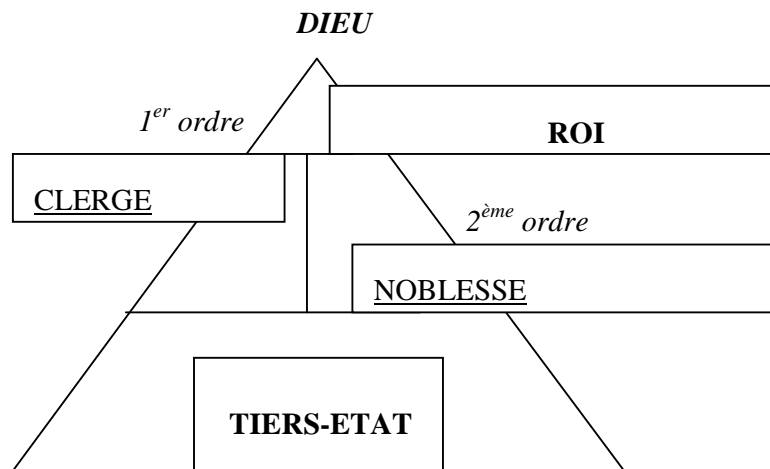 DIEU
1er ordre
ROI
CLERGE
2ème ordre
NOBLESSE
TIERS-ETAT